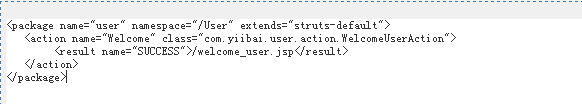 <package name="user" namespace="/User" extends="struts-default">
<action name="Welcome" class="com.yiibai.user.action.WelcomeUserAction">
<result name="SUCCESS">/welcome_user.jsp</result>
</action>
</package>